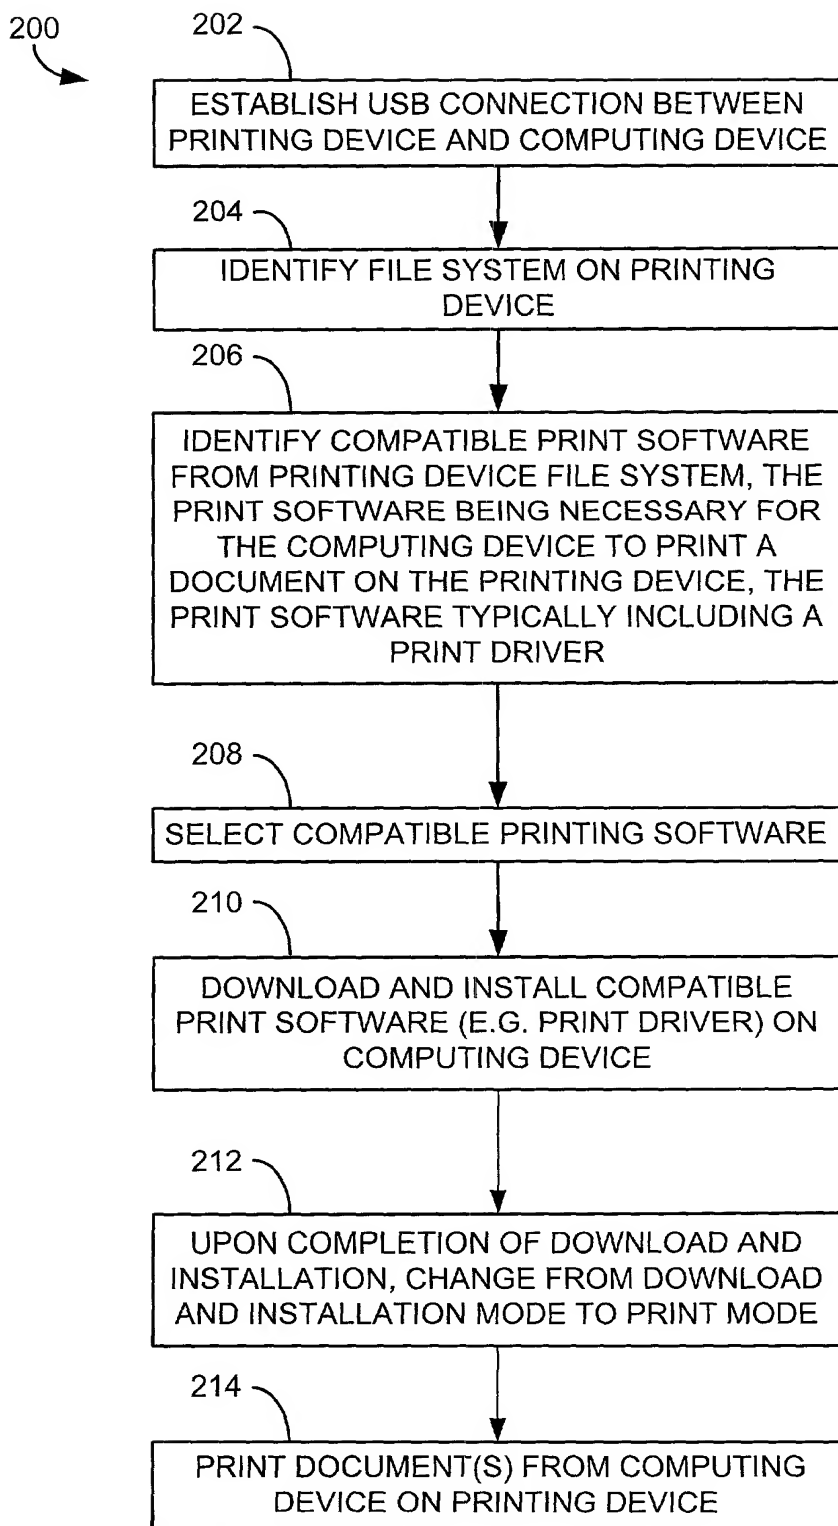 200
202
ESTABLISH USB CONNECTION BETWEEN
PRINTING DEVICE AND COMPUTING DEVICE
204
IDENTIFY FILE SYSTEM ON PRINTING
DEVICE
206
IDENTIFY COMPATIBLE PRINT SOFTWARE
FROM PRINTING DEVICE FILE SYSTEM, THE
PRINT SOFTWARE BEING NECESSARY FOR
THE COMPUTING DEVICE TO PRINT A
DOCUMENT ON THE PRINTING DEVICE, THE
PRINT SOFTWARE TYPICALLY INCLUDING A
PRINT DRIVER
208
SELECT COMPATIBLE PRINTING SOFTWARE
210
DOWNLOAD AND INSTALL COMPATIBLE
PRINT SOFTWARE (E.G. PRINT DRIVER) ON
COMPUTING DEVICE
212
UPON COMPLETION OF DOWNLOAD AND
INSTALLATION, CHANGE FROM DOWNLOAD
AND INSTALLATION MODE TO PRINT MODE
214
PRINT DOCUMENT(S) FROM COMPUTING
DEVICE ON PRINTING DEVICE